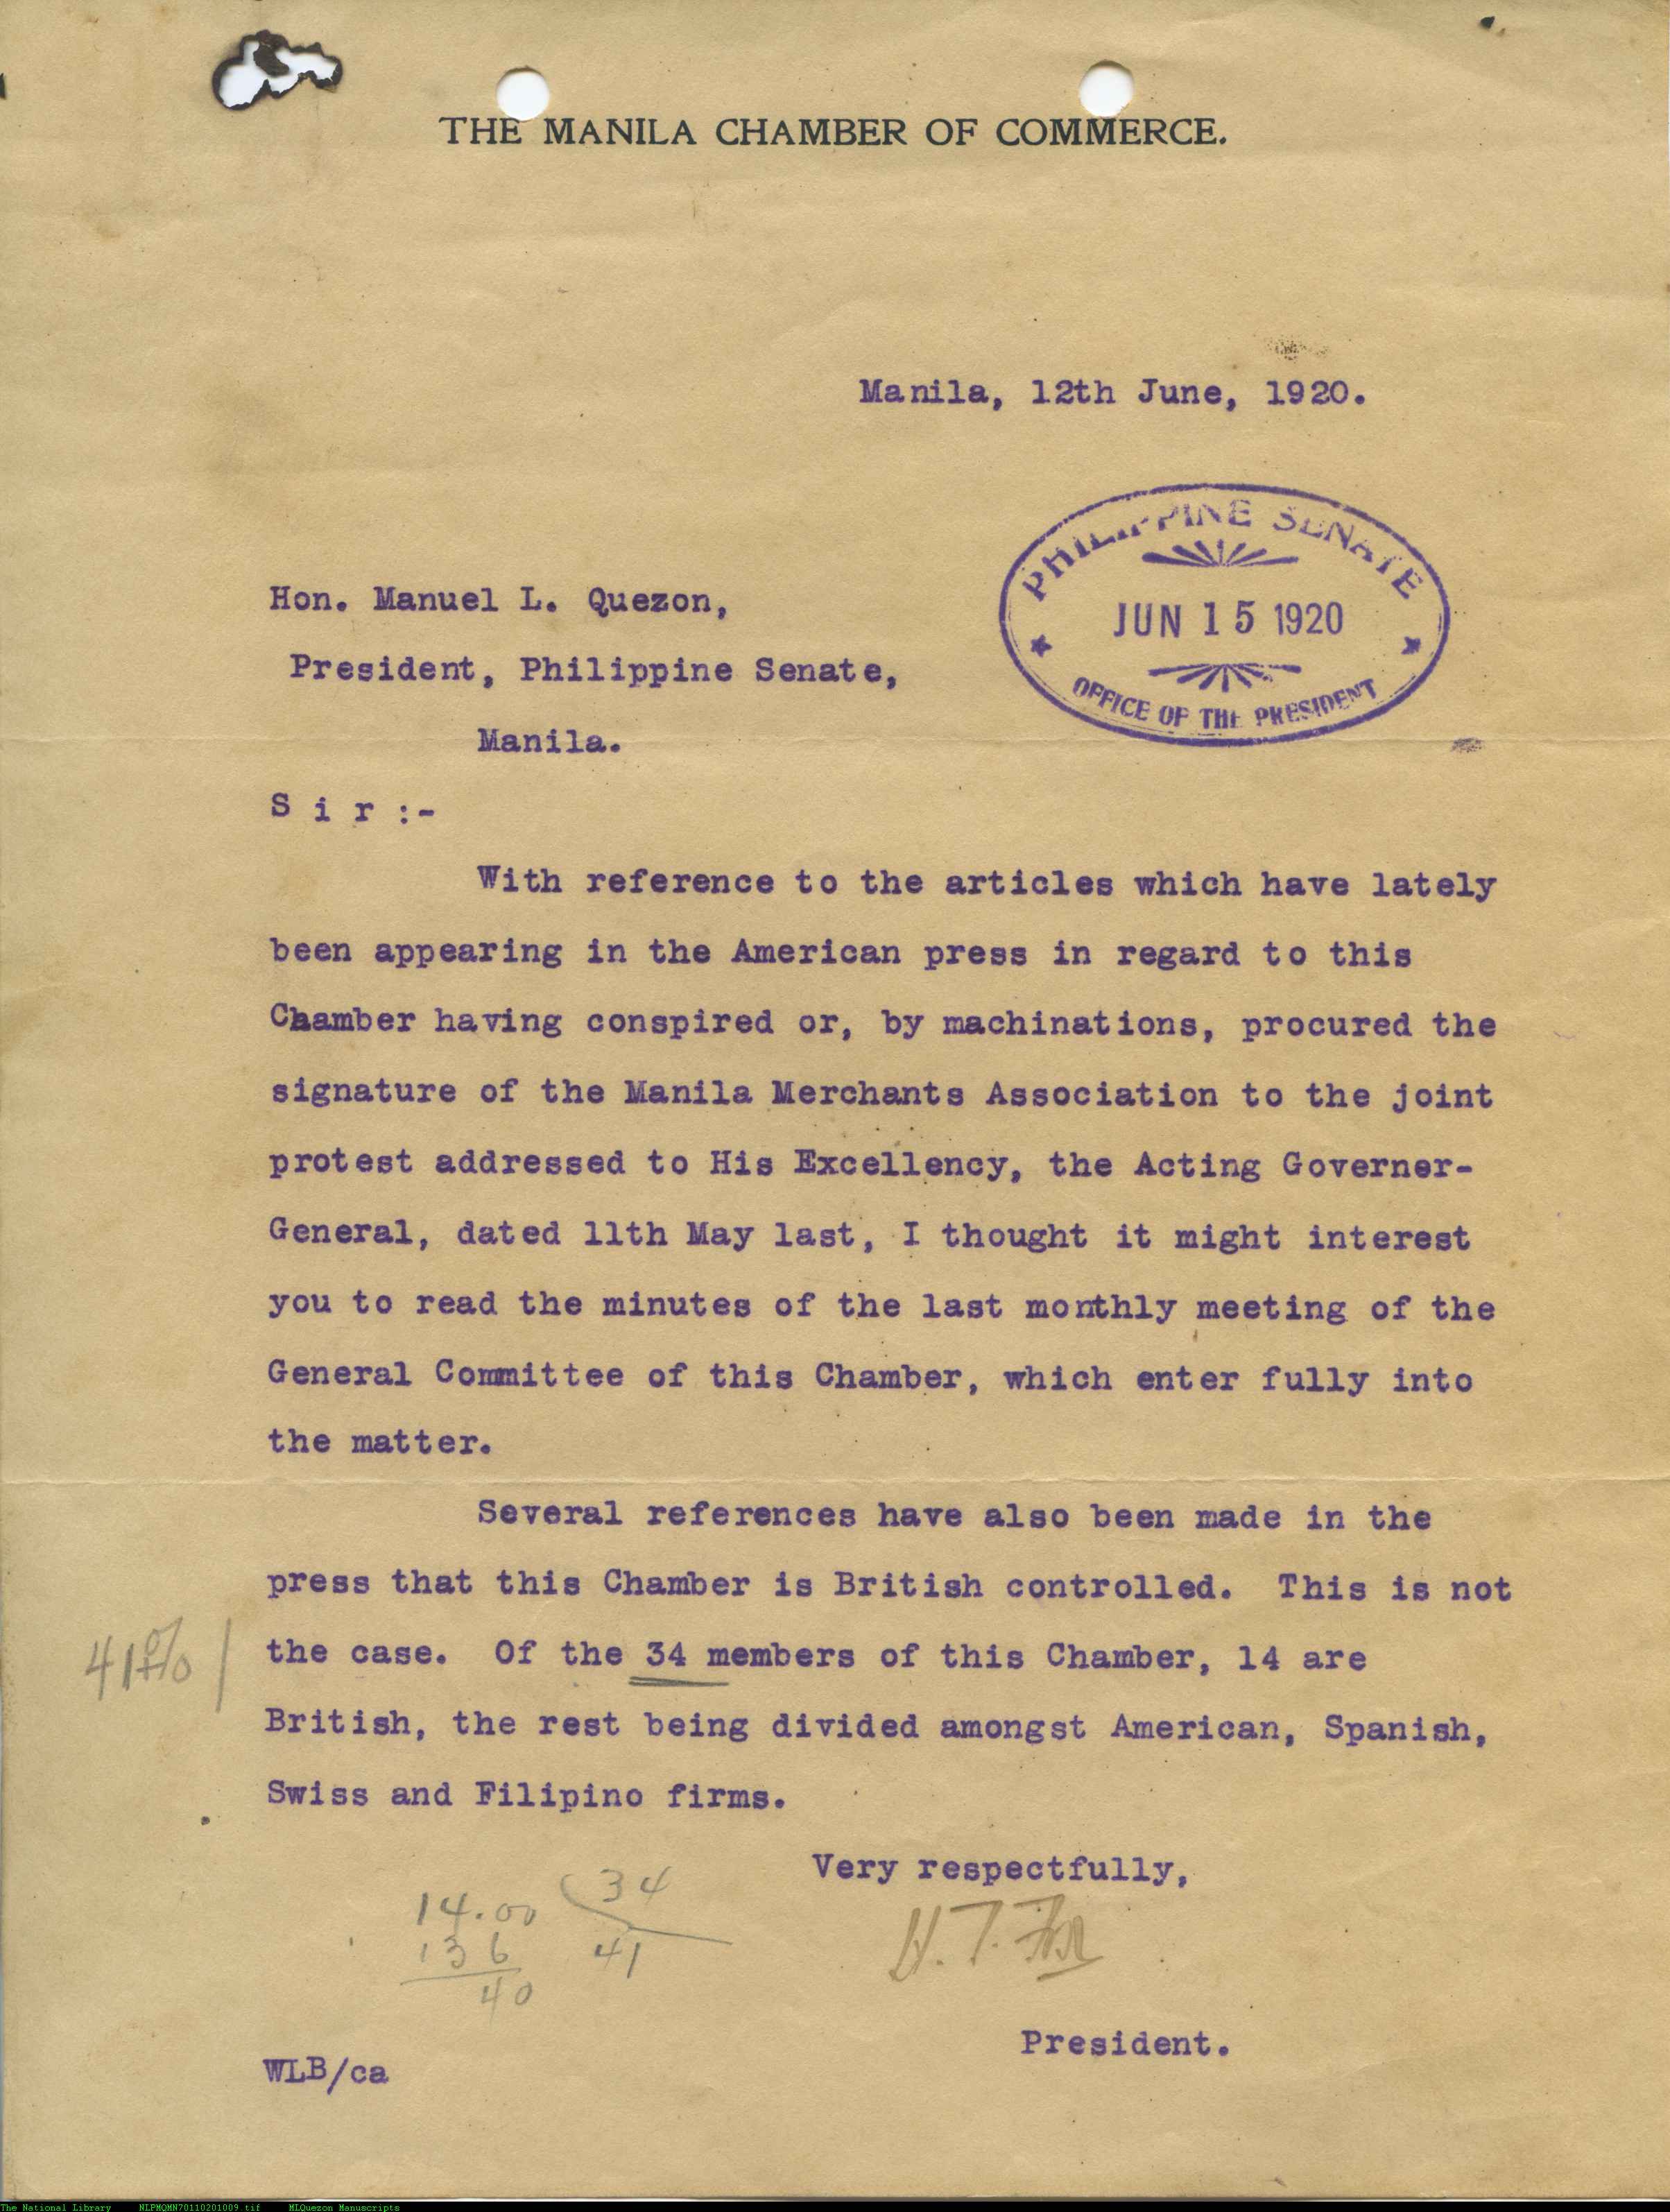 THE MANILA CHAMBER OF COMMERCE.
Manila, 12th June, 1920.
PHILIPPINE SENATE
JUN 15 1920
OFFICE OF THE PRESIDENT
Hon. Manuel L. Quezon,
President, Philippine Senate,
Manila.
S i r :-
With reference to the articles which have lately
been appearing in the American press in regard to this
Chamber having conspired or, by machinations, procured the
signature of the Manila Merchants Association to the joint
protest addressed to His Excellency, the Acting Governer-
General, dated 11th May last, I thought it might interest
you to read the minutes of the last monthly meeting of the
General Committee of this Chamber, which enter fully into
the matter.
Several references have also been made in the
press that this Chamber is British controlled. This is not
41% the case. Of the 34 members of this Chamber, 14 are
British, the rest being divided amongst American, Spanish,
Swiss and Filipino firms.
Very respectfully,
14.00 34
136 41
40
H. T.
President.
WLB/ca
The National Library NLPMQMN70110201009.tif MLQuezon Manuscripts